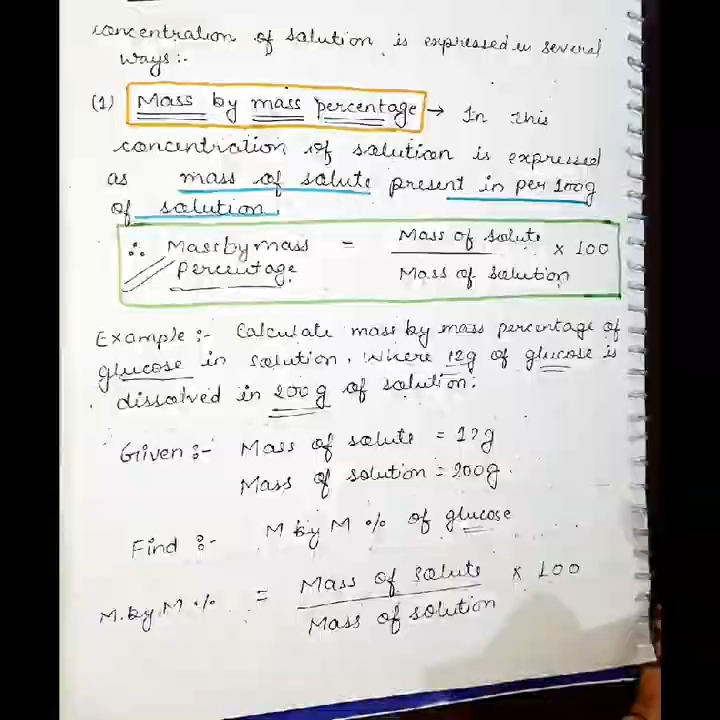 concentration of solution is expressed in several
ways :-
(1) Mass by mass percentage → In this
concentration of solution is expressed
as mass of solute present in per 100g
of solution.
∴ Mass by mass = Mass of solute × 100
percentage Mass of solution
Example :- Calculate mass by mass percentage of
glucose in solution, where 12g of glucose is
dissolved in 200g of solution.
Given :- Mass of solute = 12g
Mass of solution = 200g.
Find :- M by M % of glucose
M.by.M % = Mass of solute × 100
Mass of solution